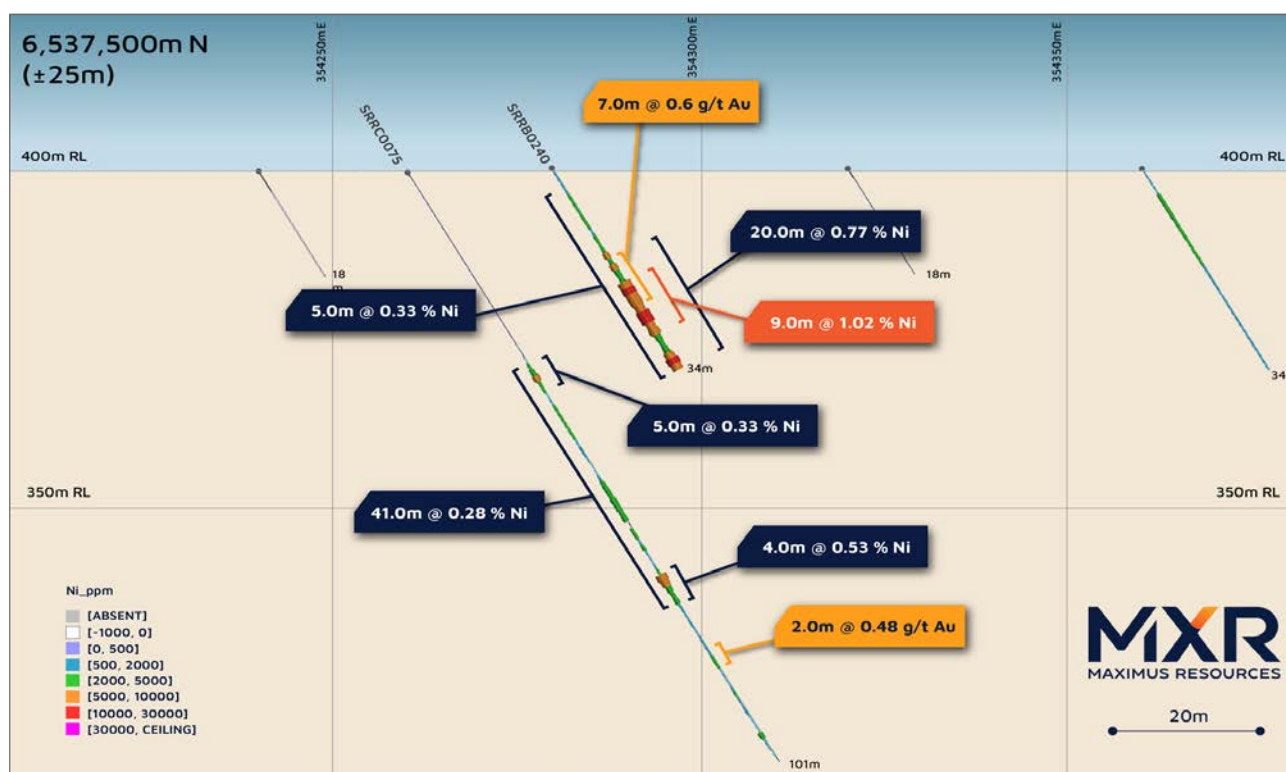 6,537,500m N
(±25m)
354250m E
354300m E
354350m E
400m RL
400m RL
SRRC0075
SRRB0240
7.0m @ 0.6 g/t Au
20.0m @ 0.77 % Ni
18
m
18m
5.0m @ 0.33 % Ni
9.0m @ 1.02 % Ni
34m
34
5.0m @ 0.33 % Ni
350m RL
350m RL
41.0m @ 0.28 % Ni
4.0m @ 0.53 % Ni
2.0m @ 0.48 g/t Au
101m
Ni_ppm
[ABSENT]
[-1000, 0]
[0, 500]
[500, 2000]
[2000, 5000]
[5000, 10000]
[10000, 30000]
[30000, CEILING]
MXR
MAXIMUS RESOURCES
20m